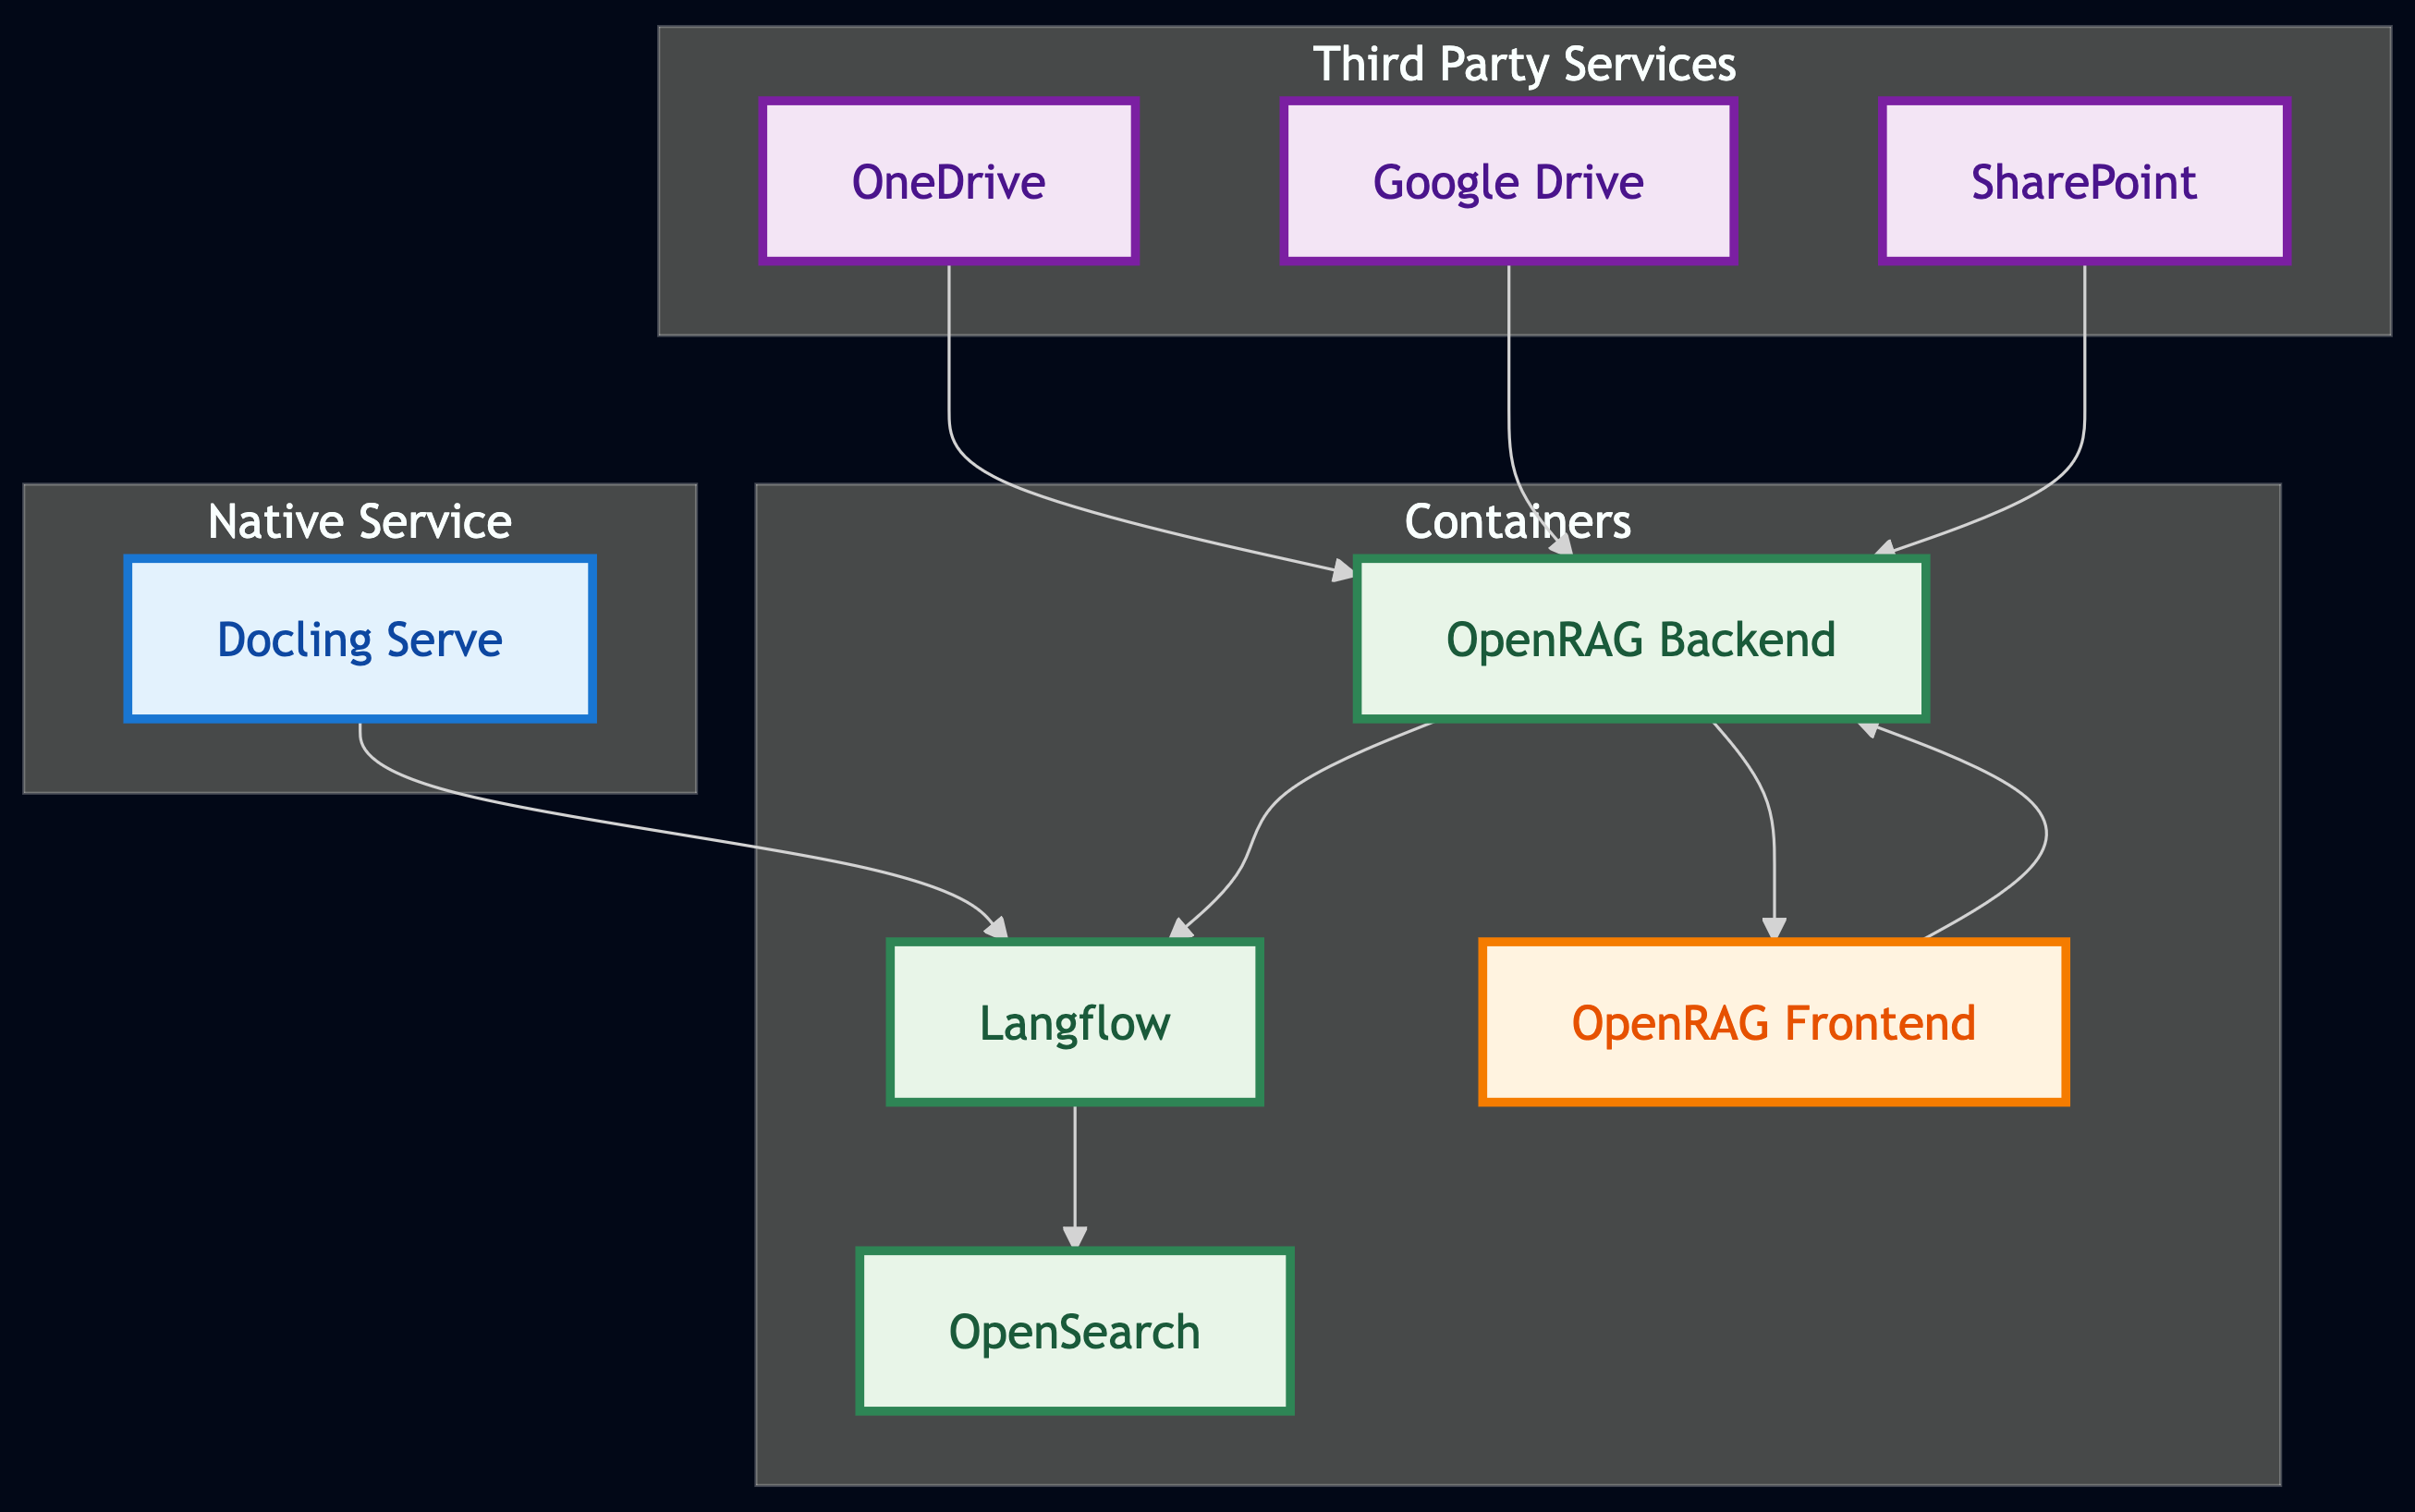 Third Party Services
OneDrive
Google Drive
SharePoint
Native Service
Docling Serve
Containers
OpenRAG Backend
Langflow
OpenRAG Frontend
OpenSearch